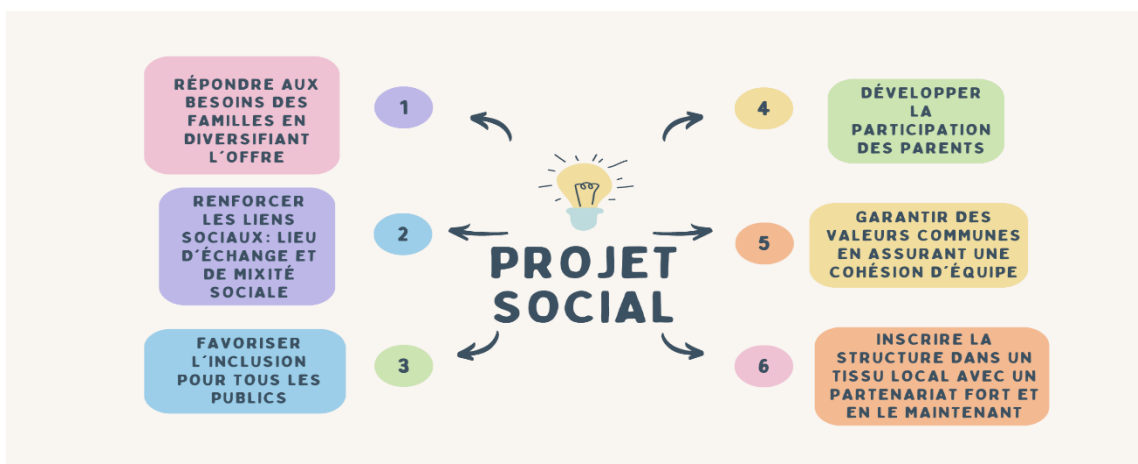 RÉPONDRE AUX
BESOINS DES
FAMILLES EN
DIVERSIFIANT
L'OFFRE
1
RENFORCER
LES LIENS
SOCIAUX: LIEU
D'ÉCHANGE ET
DE MIXITÉ
SOCIALE
2
FAVORISER
L'INCLUSION
POUR TOUS LES
PUBLICS
3
PROJET
SOCIAL
4
DÉVELOPPER
LA
PARTICIPATION
DES PARENTS
5
GARANTIR DES
VALEURS COMMUNES
EN ASSURANT UNE
COHÉSION D'ÉQUIPE
6
INSCRIRE LA
STRUCTURE DANS UN
TISSU LOCAL AVEC UN
PARTENARIAT FORT ET
EN LE MAINTENANT